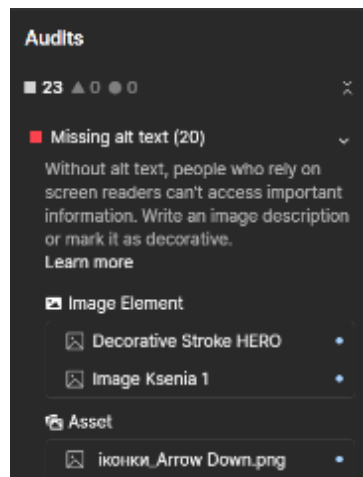 Audits
23 0 0
Missing alt text (20)
Without alt text, people who rely on
screen readers can't access important
information. Write an image description
or mark it as decorative.
Learn more
Image Element
Decorative Stroke HERO
Image Ksenia 1
Asset
іконки_Arrow Down.png